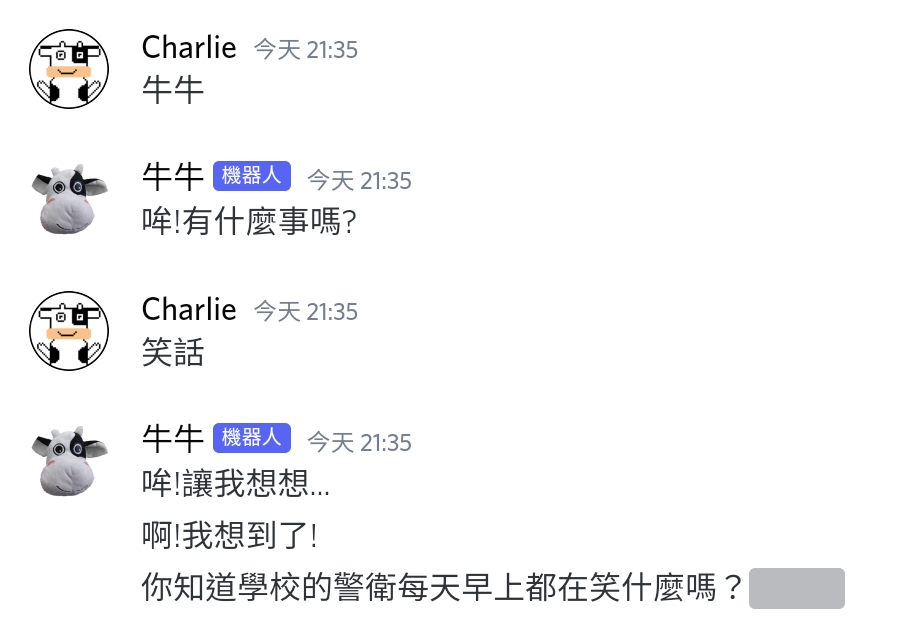 Charlie 今天 21:35
牛牛
牛牛 機器人 今天 21:35
哞!有什麼事嗎?
Charlie 今天 21:35
笑話
牛牛 機器人 今天 21:35
哞!讓我想想...
啊!我想到了!
你知道學校的警衛每天早上都在笑什麼嗎？